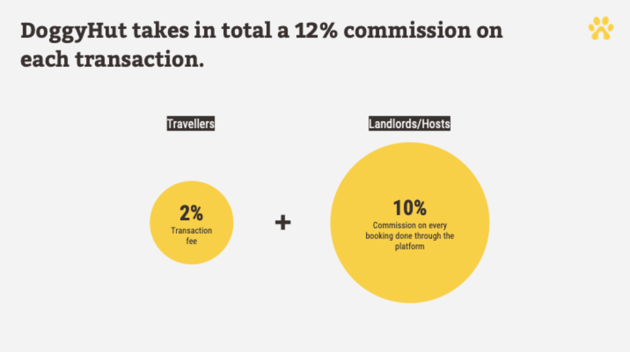 DoggyHut takes in total a 12% commission on
each transaction.
Travellers
Landlords/Hosts
2%
Transaction
fee
+
10%
Commission on every
booking done through the
platform